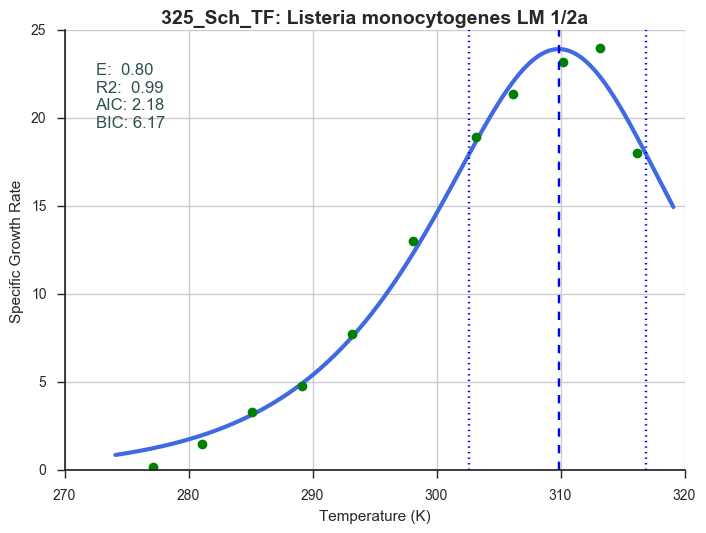 325_Sch_TF: Listeria monocytogenes LM 1/2a
E: 0.80
R2: 0.99
AIC: 2.18
BIC: 6.17
Specific Growth Rate
25
20
15
10
5
0
270 280 290 300 310 320
Temperature (K)